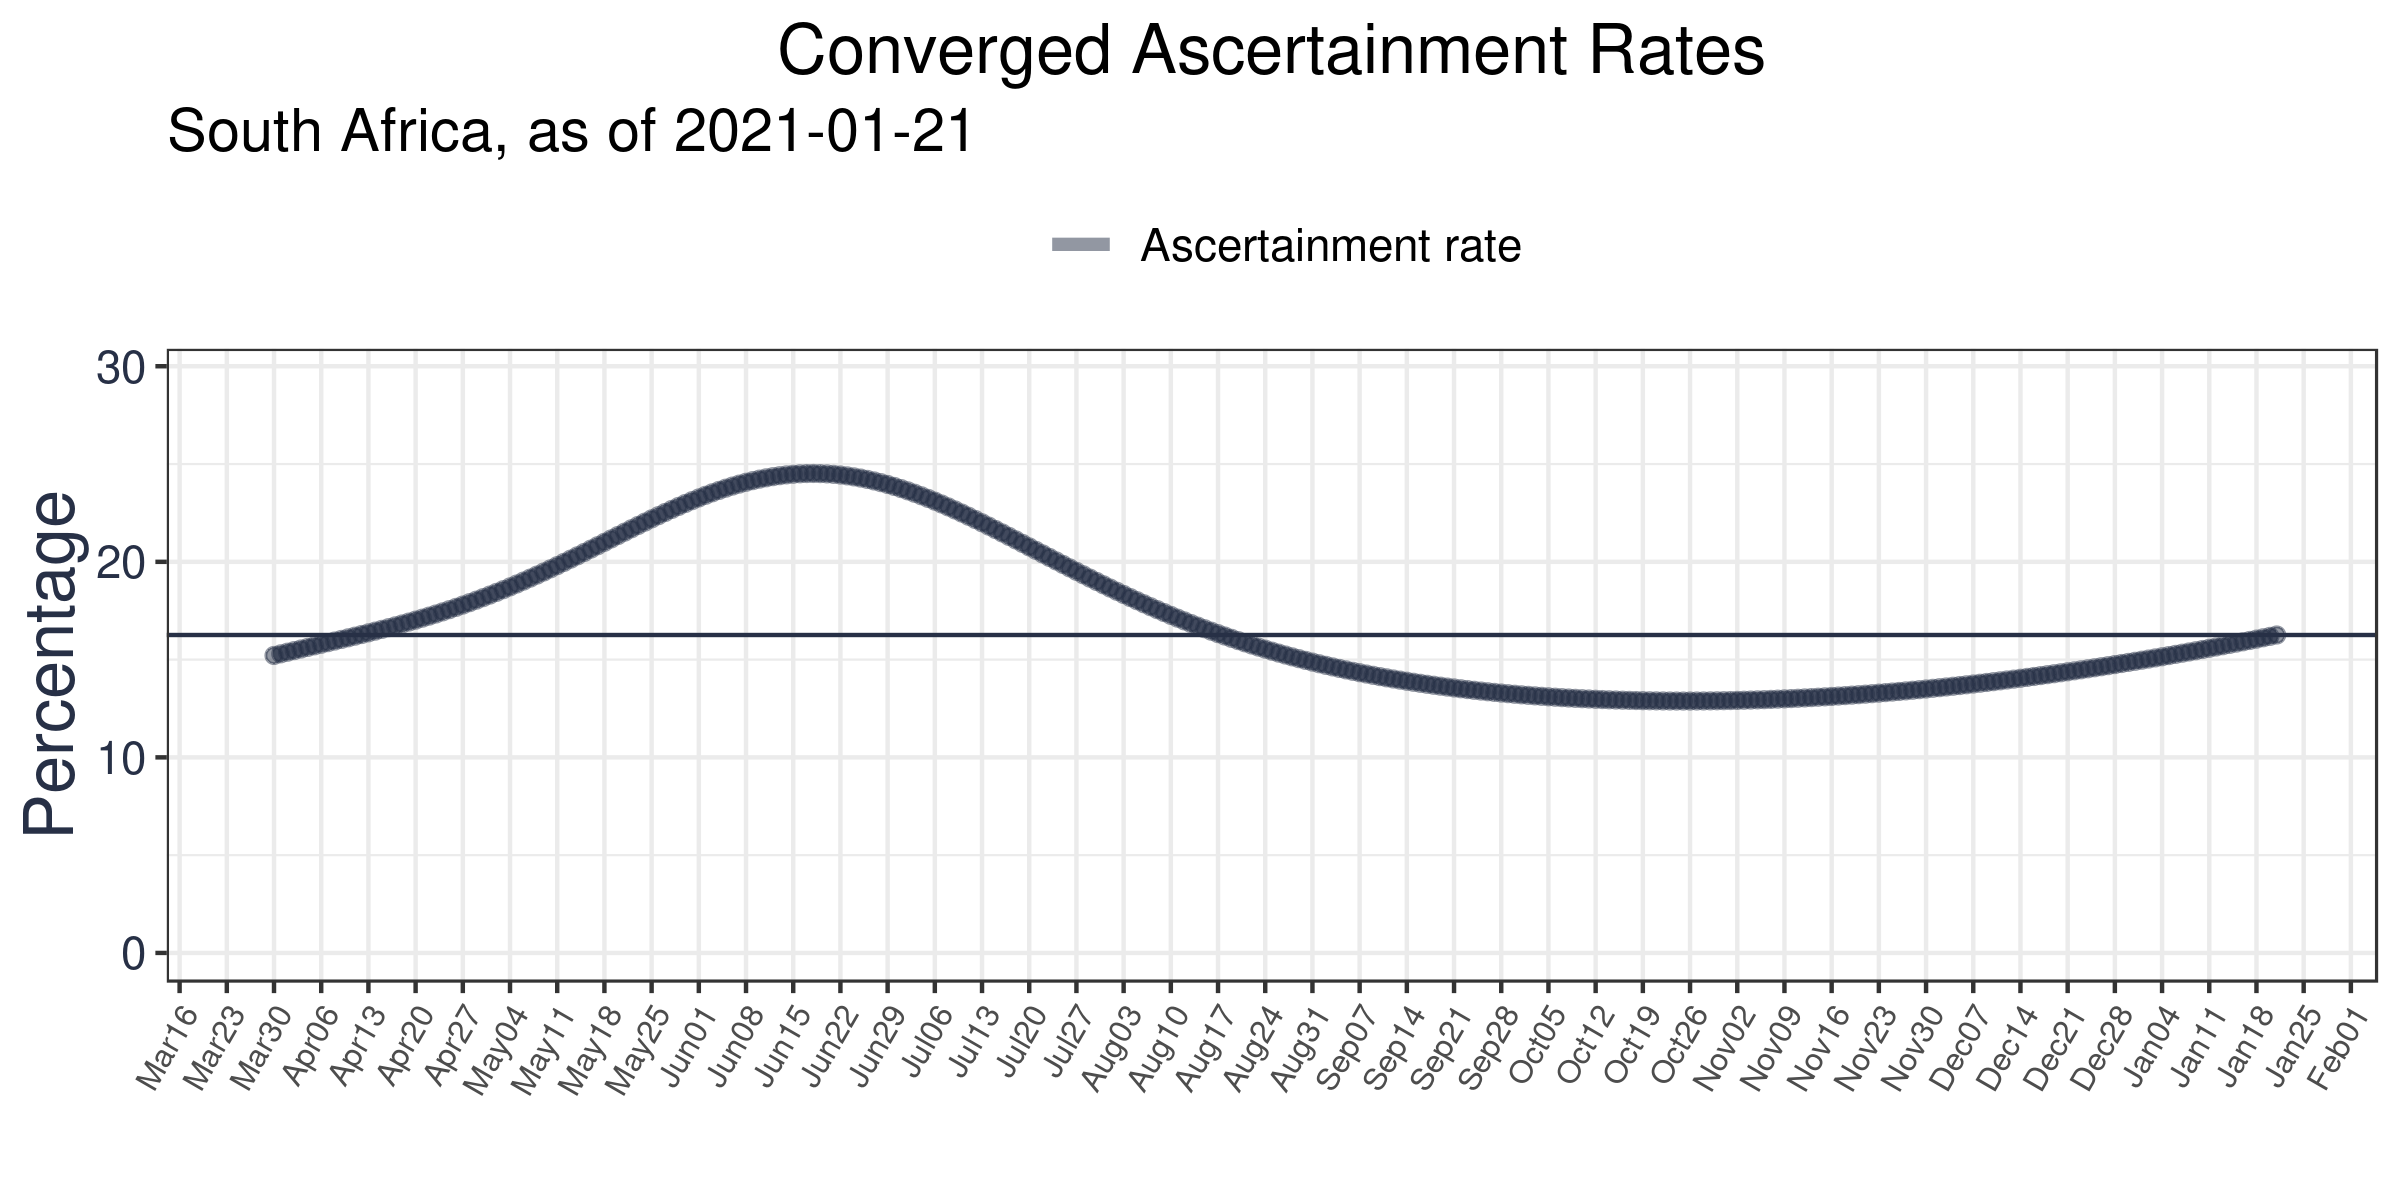 Converged Ascertainment Rates
South Africa, as of 2021-01-21
Ascertainment rate
Percentage
30
20
10
0
Mar16
Mar23
Mar30
Apr06
Apr13
Apr20
Apr27
May04
May11
May18
May25
Jun01
Jun08
Jun15
Jun22
Jun29
Jul06
Jul13
Jul20
Jul27
Aug03
Aug10
Aug17
Aug24
Aug31
Sep07
Sep14
Sep21
Sep28
Oct05
Oct12
Oct19
Oct26
Nov02
Nov09
Nov16
Nov23
Nov30
Dec07
Dec14
Dec21
Dec28
Jan04
Jan11
Jan18
Jan25
Feb01